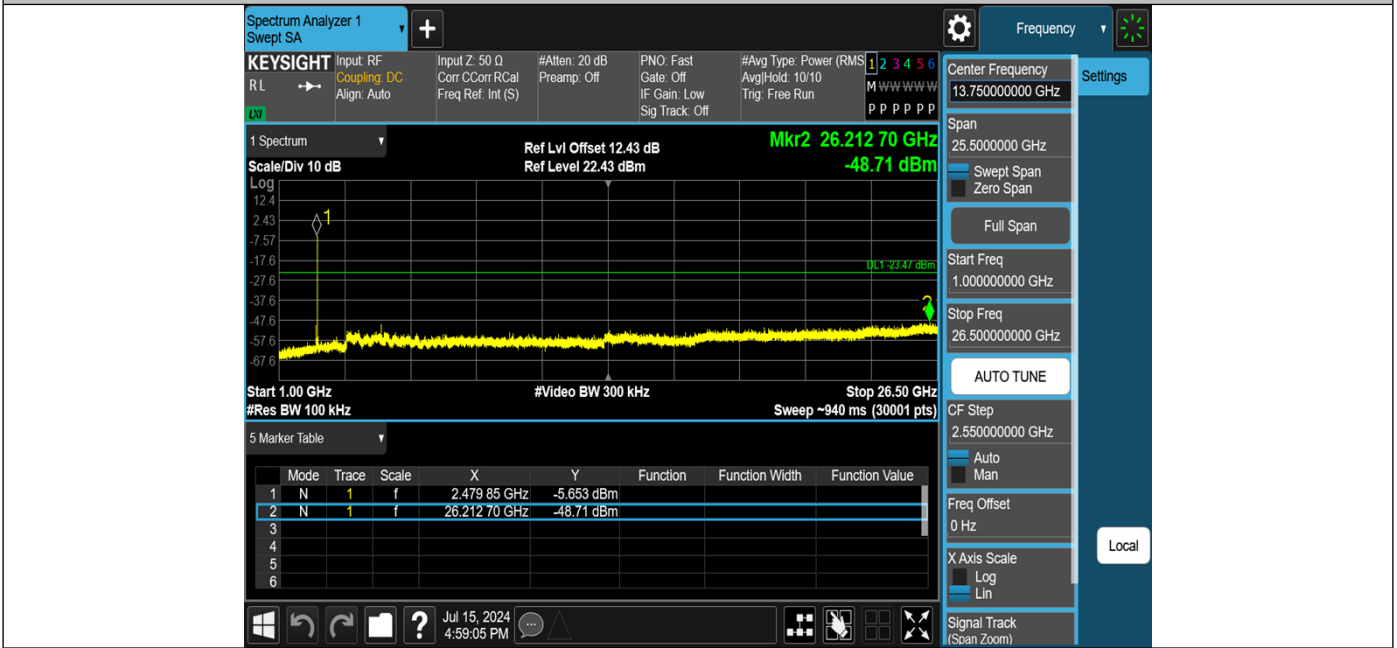 Spectrum Analyzer 1
Swept SA
+
Frequency
KEYSIGHT
RL
LXI
Input: RF
Coupling: DC
Align: Auto
Input Z: 50 Ω
Corr CCorr RCal
Freq Ref: Int (S)
#Atten: 20 dB
Preamp: Off
PNO: Fast
Gate: Off
IF Gain: Low
Sig Track: Off
#Avg Type: Power (RMS
Avg|Hold: 10/10
Trig: Free Run
1 2 3 4 5 6
M W W W W W
P P P P P P
1 Spectrum
Scale/Div 10 dB
Ref Lvl Offset 12.43 dB
Ref Level 22.43 dBm
Mkr2 26.212 70 GHz
-48.71 dBm
Log
12.4
2.43
-7.57
-17.6
-27.6
-37.6
-47.6
-57.6
-67.6
1
DL1 -23.47 dBm
2
Start 1.00 GHz
#Video BW 300 kHz
Stop 26.50 GHz
#Res BW 100 kHz
Sweep ~940 ms (30001 pts)
5 Marker Table
Mode Trace Scale X Y Function Function Width Function Value
1 N 1 f 2.479 85 GHz -5.653 dBm
2 N 1 f 26.212 70 GHz -48.71 dBm
3
4
5
6
?
Jul 15, 2024
4:59:05 PM
Center Frequency
13.750000000 GHz
Settings
Span
25.5000000 GHz
Swept Span
Zero Span
Full Span
Start Freq
1.000000000 GHz
Stop Freq
26.500000000 GHz
AUTO TUNE
CF Step
2.550000000 GHz
Auto
Man
Freq Offset
0 Hz
X Axis Scale
Log
Lin
Local
Signal Track
(Span Zoom)